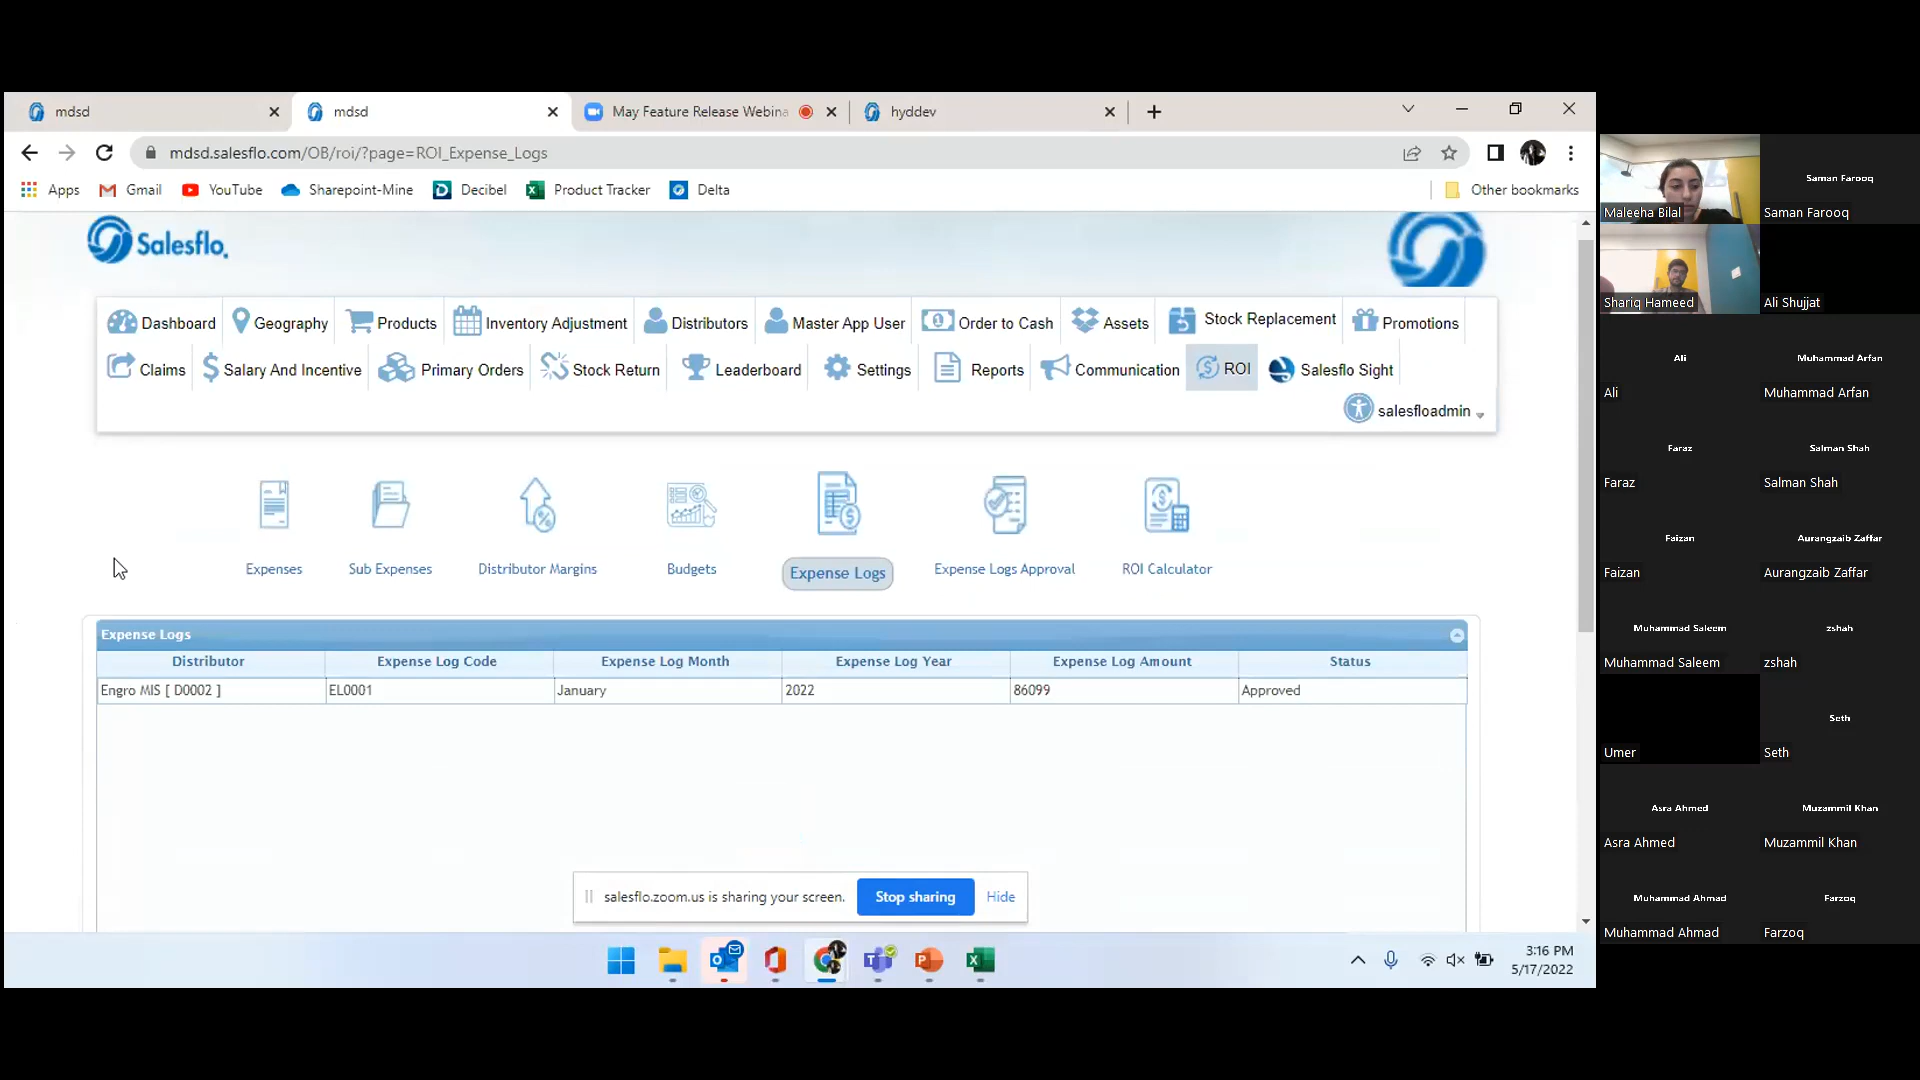 mdsd
mdsd
May Feature Release Webina
hyddev
mdsd.salesflo.com/OB/roi/?page=ROI_Expense_Logs
Apps
Gmail
YouTube
Sharepoint-Mine
Decibel
Product Tracker
Delta
Other bookmarks
Salesflo.
Dashboard
Geography
Products
Inventory Adjustment
Distributors
Master App User
Order to Cash
Assets
Stock Replacement
Promotions
Claims
Salary And Incentive
Primary Orders
Stock Return
Leaderboard
Settings
Reports
Communication
ROI
Salesflo Sight
salesfloadmin
Expenses
Sub Expenses
Distributor Margins
Budgets
Expense Logs
Expense Logs Approval
ROI Calculator
Expense Logs
Distributor
Expense Log Code
Expense Log Month
Expense Log Year
Expense Log Amount
Status
Engro MIS [ D0002 ]
EL0001
January
2022
86099
Approved
salesflo.zoom.us is sharing your screen.
Stop sharing
Hide
3:16 PM
5/17/2022
Maleeha Bilal
Saman Farooq
Saman Farooq
Shariq Hameed
Ali Shujjat
Ali
Ali
Muhammad Arfan
Muhammad Arfan
Faraz
Faraz
Salman Shah
Salman Shah
Faizan
Faizan
Aurangzaib Zaffar
Aurangzaib Zaffar
Muhammad Saleem
Muhammad Saleem
zshah
zshah
Umer
Seth
Seth
Asra Ahmed
Asra Ahmed
Muzammil Khan
Muzammil Khan
Muhammad Ahmad
Muhammad Ahmad
Farzoq
Farzoq